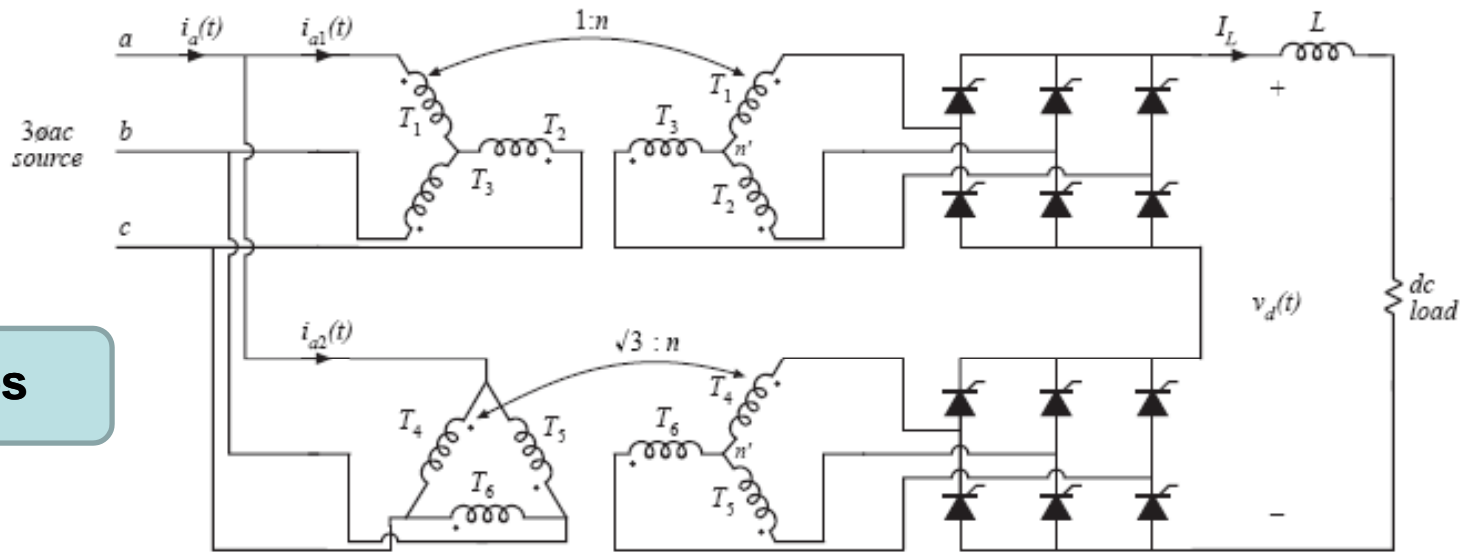 a
i_a(t)
i_a1(t)
1:n
I_L
L
T_1
T_1
+
3øac
source
b
T_2
T_3
T_3
n'
T_2
c
v_d(t)
dc
load
i_a2(t)
√3 : n
s
T_4
T_5
T_4
T_6
T_6
n'
T_5
−